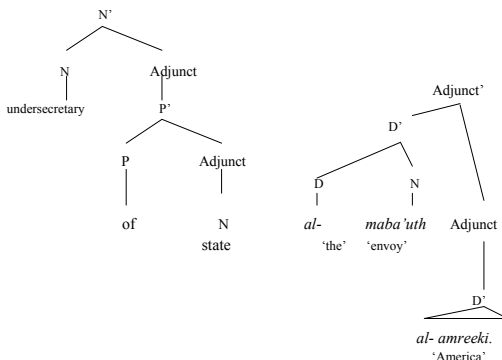 N’
N Adjunct
undersecretary
P’
P Adjunct
of N
state
Adjunct’
D’
D N
al- maba’uth Adjunct
‘the’ ‘envoy’
D’
al- amreeki.
‘America’